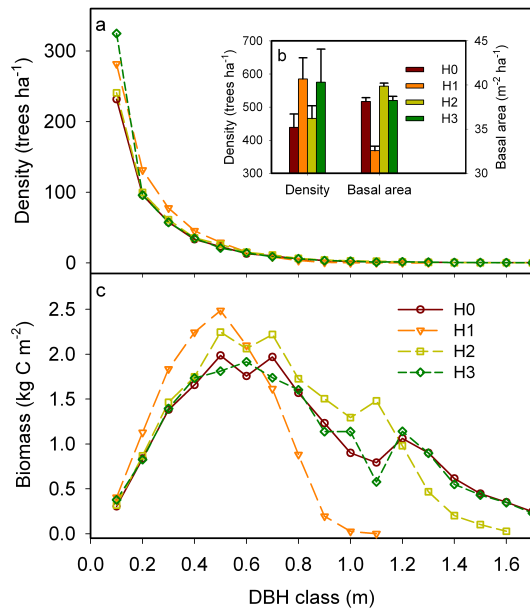 a
Density (trees ha⁻¹)
300
200
100
0
b
Density (trees ha⁻¹)
700
600
500
400
300
Basal area (m⁻² ha⁻¹)
45
40
35
30
H0
H1
H2
H3
Density Basal area
c
Biomass (kg C m⁻²)
2.5
2.0
1.5
1.0
0.5
0.0
H0
H1
H2
H3
0.0 0.2 0.4 0.6 0.8 1.0 1.2 1.4 1.6
DBH class (m)